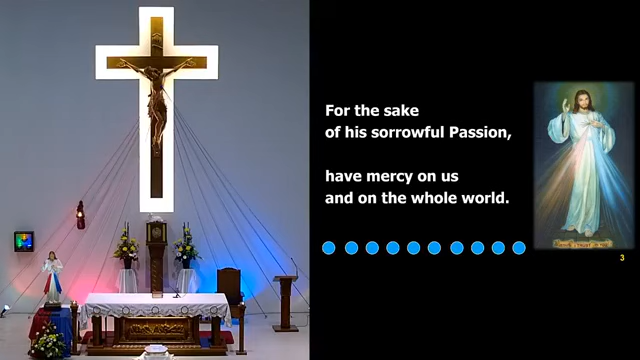 For the sake
of his sorrowful Passion,
have mercy on us
and on the whole world.
3